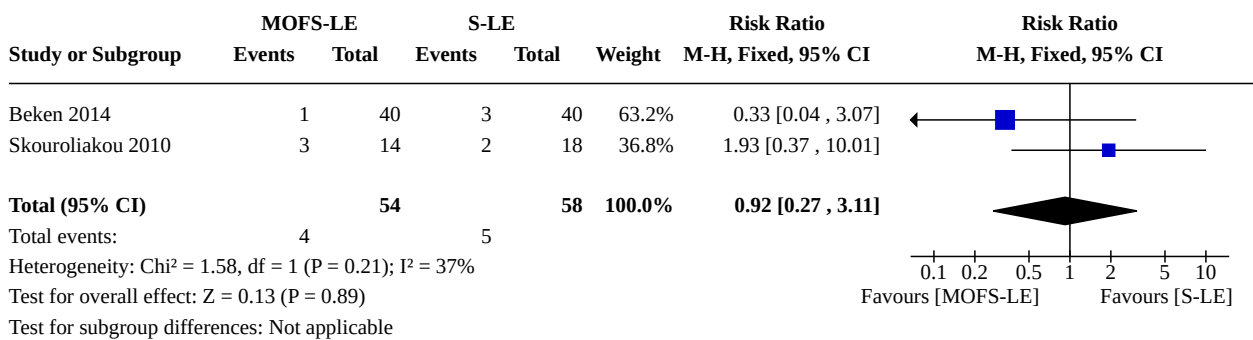 MOFS-LE S-LE Risk Ratio Risk Ratio
Study or Subgroup Events Total Events Total Weight M-H, Fixed, 95% CI M-H, Fixed, 95% CI
Beken 2014 1 40 3 40 63.2% 0.33 [0.04 , 3.07]
Skouroliakou 2010 3 14 2 18 36.8% 1.93 [0.37 , 10.01]
Total (95% CI) 54 58 100.0% 0.92 [0.27 , 3.11]
Total events: 4 5
Heterogeneity: Chi² = 1.58, df = 1 (P = 0.21); I² = 37%
0.1 0.2 0.5 1 2 5 10
Test for overall effect: Z = 0.13 (P = 0.89) Favours [MOFS-LE] Favours [S-LE]
Test for subgroup differences: Not applicable